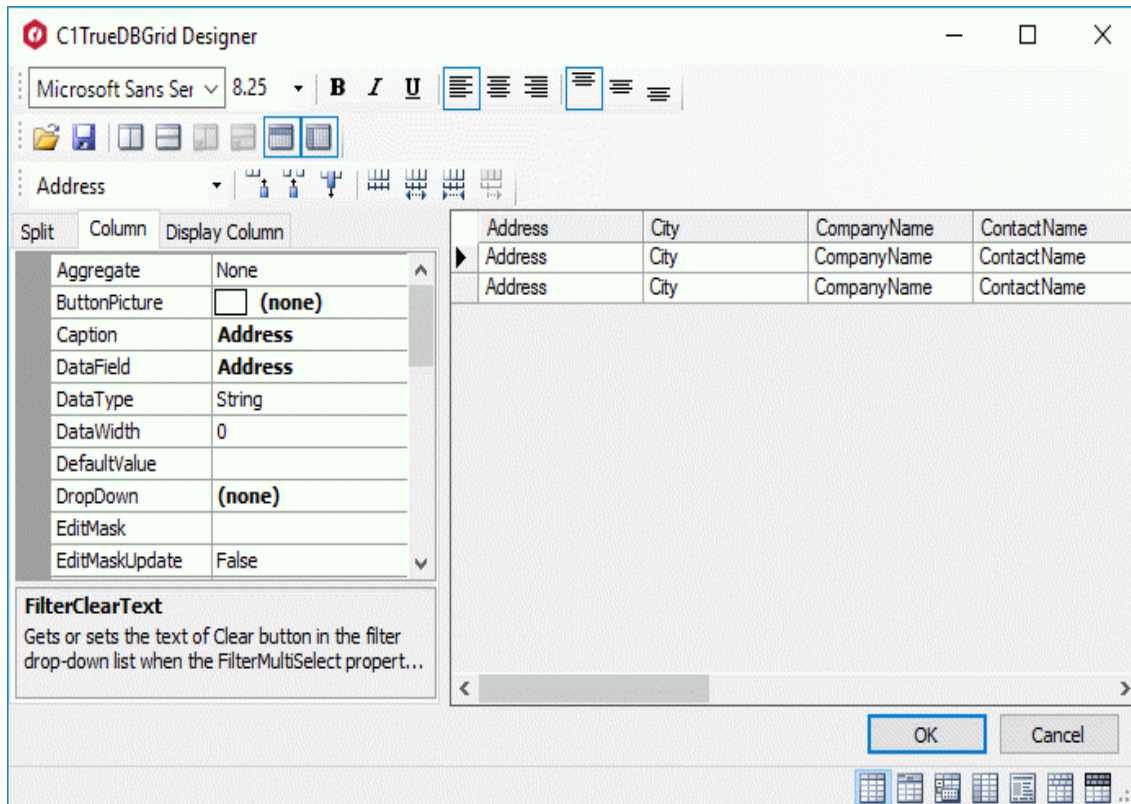 C1TrueDBGrid Designer
Microsoft Sans Ser 8.25 B I U
Address
Split Column Display Column
Aggregate None
ButtonPicture (none)
Caption Address
DataField Address
DataType String
DataWidth 0
DefaultValue
DropDown (none)
EditMask
EditMaskUpdate False
FilterClearText
Gets or sets the text of Clear button in the filter
drop-down list when the FilterMultiSelect propert...
Address City CompanyName ContactName
Address City CompanyName ContactName
Address City CompanyName ContactName
OK Cancel